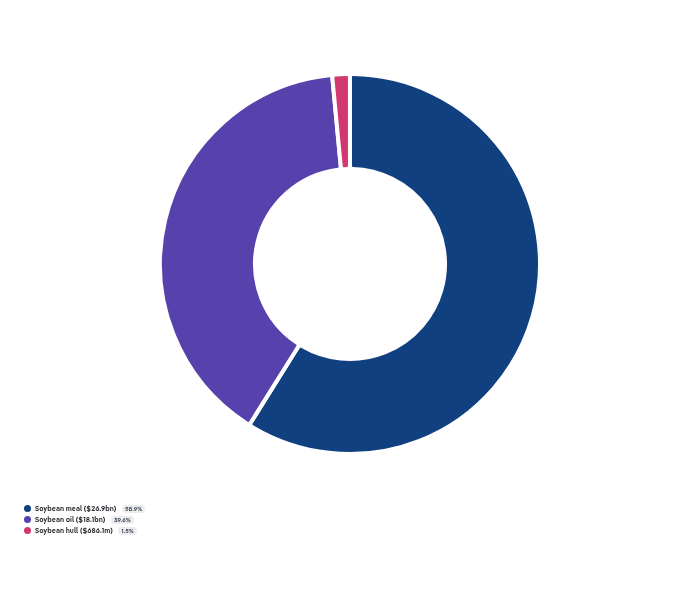 Soybean meal ($26.9bn) 58.9%
Soybean oil ($18.1bn) 39.6%
Soybean hull ($686.1m) 1.5%